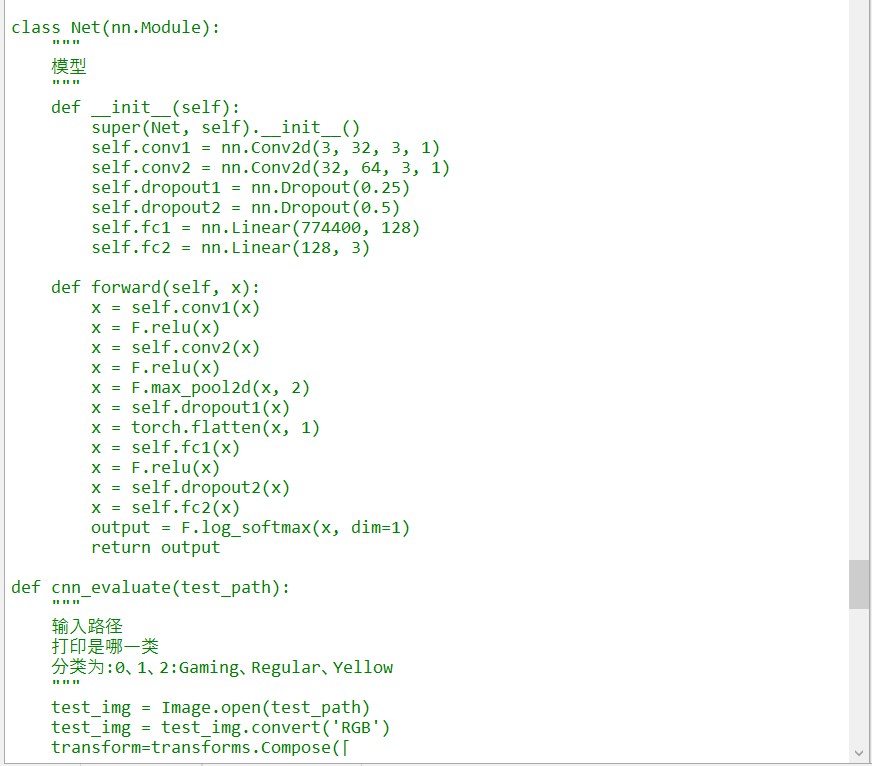 class Net(nn.Module):
    """
    模型
    """
    def __init__(self):
        super(Net, self).__init__()
        self.conv1 = nn.Conv2d(3, 32, 3, 1)
        self.conv2 = nn.Conv2d(32, 64, 3, 1)
        self.dropout1 = nn.Dropout(0.25)
        self.dropout2 = nn.Dropout(0.5)
        self.fc1 = nn.Linear(774400, 128)
        self.fc2 = nn.Linear(128, 3)

    def forward(self, x):
        x = self.conv1(x)
        x = F.relu(x)
        x = self.conv2(x)
        x = F.relu(x)
        x = F.max_pool2d(x, 2)
        x = self.dropout1(x)
        x = torch.flatten(x, 1)
        x = self.fc1(x)
        x = F.relu(x)
        x = self.dropout2(x)
        x = self.fc2(x)
        output = F.log_softmax(x, dim=1)
        return output

def cnn_evaluate(test_path):
    """
    输入路径
    打印是哪一类
    分类为:0、1、2:Gaming、Regular、Yellow
    """
    test_img = Image.open(test_path)
    test_img = test_img.convert('RGB')
    transform=transforms.Compose([